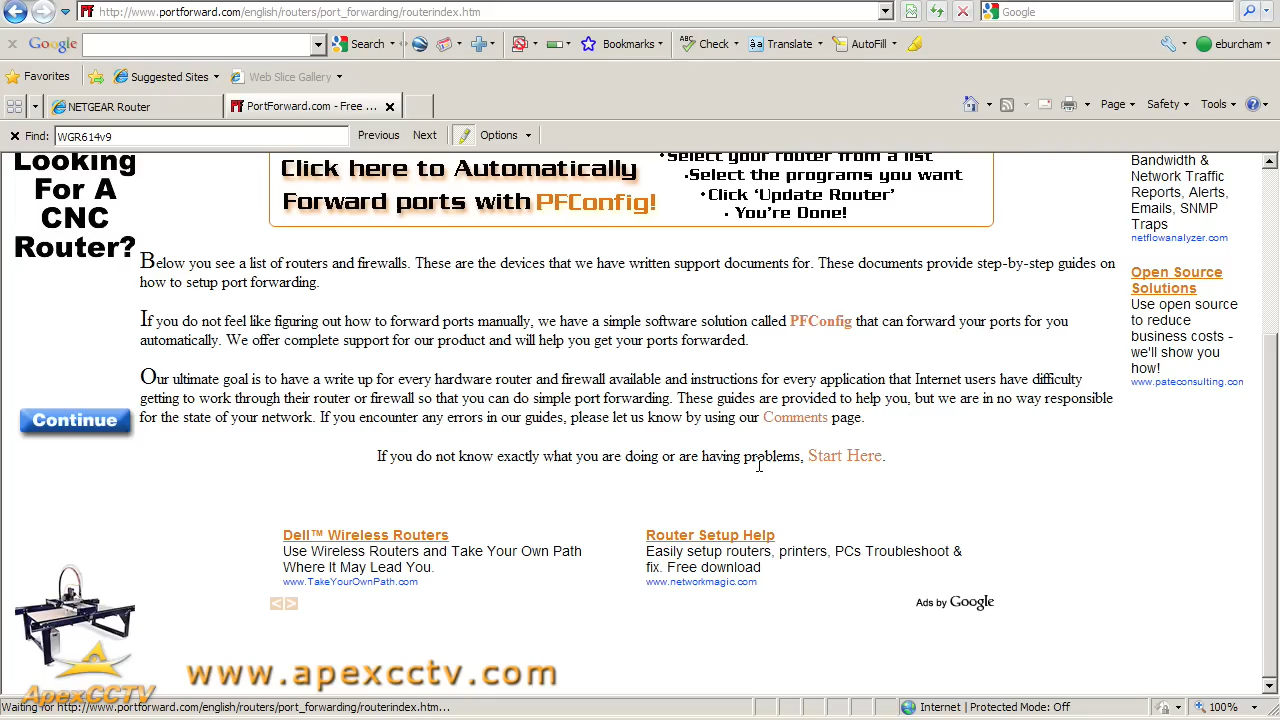 http://www.portforward.com/english/routers/port_forwarding/routerindex.htm
Google
Google Search Bookmarks Check Translate AutoFill eburcham
Favorites Suggested Sites Web Slice Gallery
NETGEAR Router PortForward.com - Free ... Page Safety Tools
Find: WGR614v9 Previous Next Options
Looking
For A
CNC
Router?
Continue
Click here to Automatically
Forward ports with PFConfig!
•Select your router from a list
•Select the programs you want
•Click ‘Update Router’
• You're Done!
Below you see a list of routers and firewalls. These are the devices that we have written support documents for. These documents provide step-by-step guides on
how to setup port forwarding.
If you do not feel like figuring out how to forward ports manually, we have a simple software solution called PFConfig that can forward your ports for you
automatically. We offer complete support for our product and will help you get your ports forwarded.
Our ultimate goal is to have a write up for every hardware router and firewall available and instructions for every application that Internet users have difficulty
getting to work through their router or firewall so that you can do simple port forwarding. These guides are provided to help you, but we are in no way responsible
for the state of your network. If you encounter any errors in our guides, please let us know by using our Comments page.
If you do not know exactly what you are doing or are having problems, Start Here.
Dell™ Wireless Routers
Use Wireless Routers and Take Your Own Path
Where It May Lead You.
www.TakeYourOwnPath.com
Router Setup Help
Easily setup routers, printers, PCs Troubleshoot &
fix. Free download
www.networkmagic.com
Ads by Google
Bandwidth &
Network Traffic
Reports, Alerts,
Emails, SNMP
Traps
netflowanalyzer.com
Open Source
Solutions
Use open source
to reduce
business costs -
we'll show you
how!
www.pateconsulting.con
ApexCCTV
www.apexcctv.com
Waiting for http://www.portforward.com/english/routers/port_forwarding/routerindex.htm... Internet | Protected Mode: Off 100%